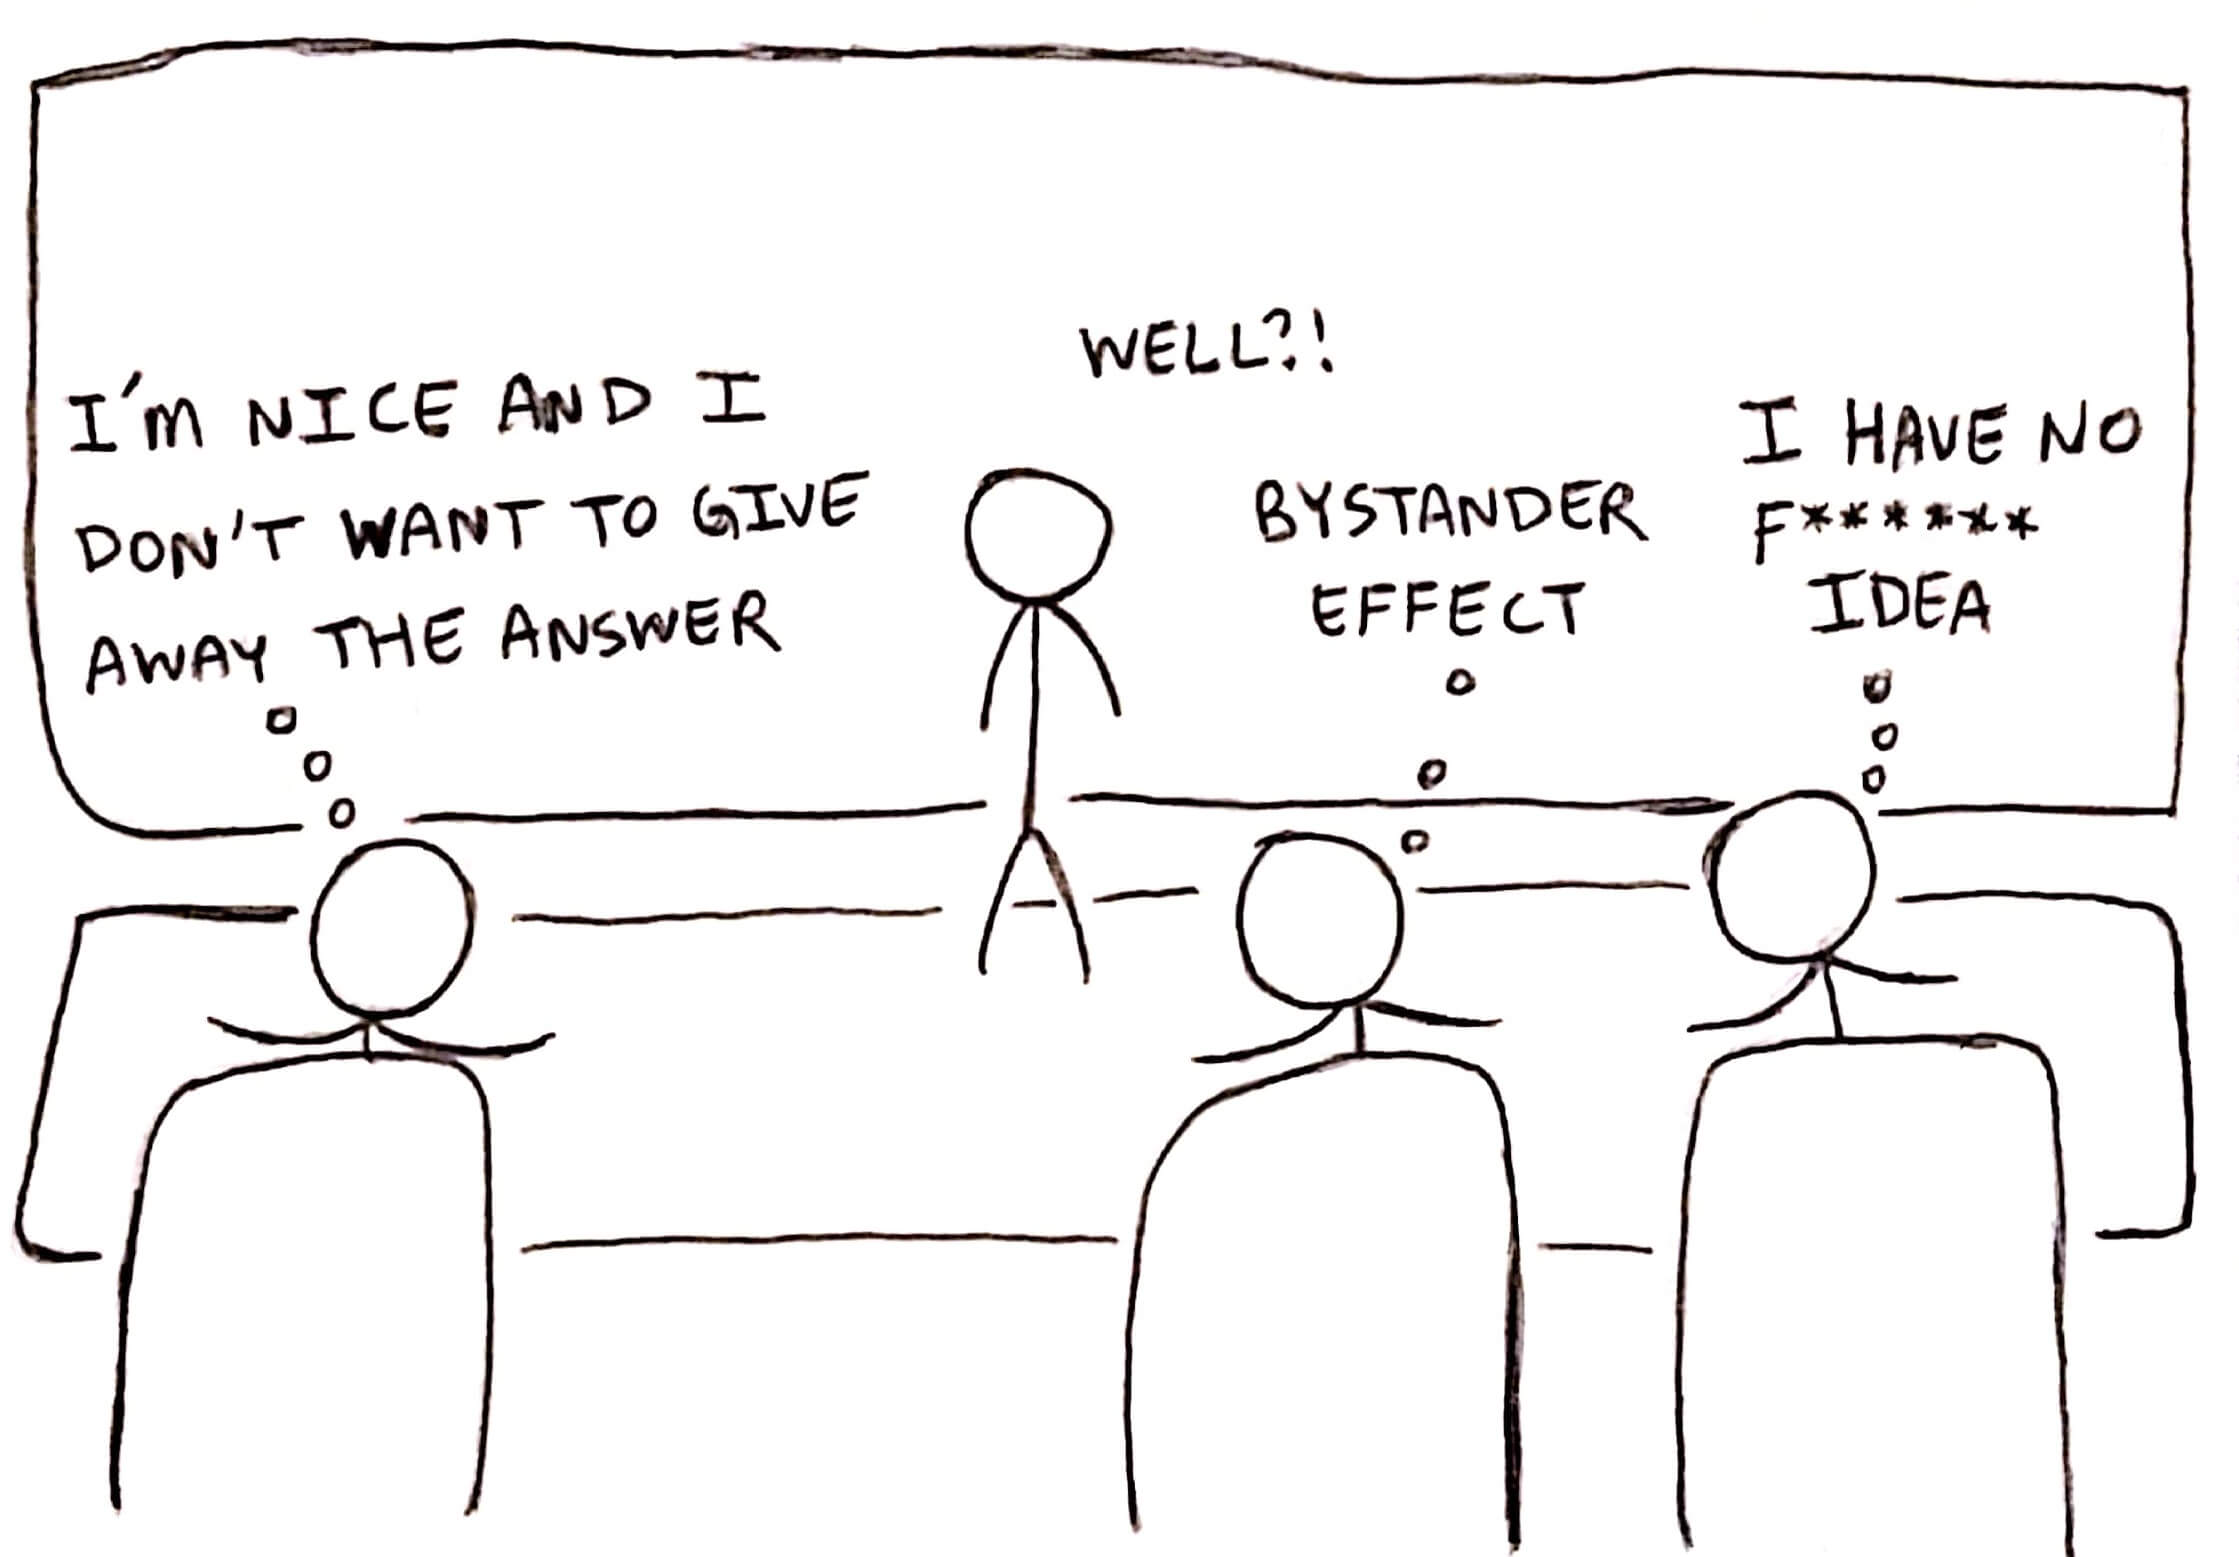 WELL?!
I'M NICE AND I
DON'T WANT TO GIVE
AWAY THE ANSWER
BYSTANDER
EFFECT
I HAVE NO
F******
IDEA